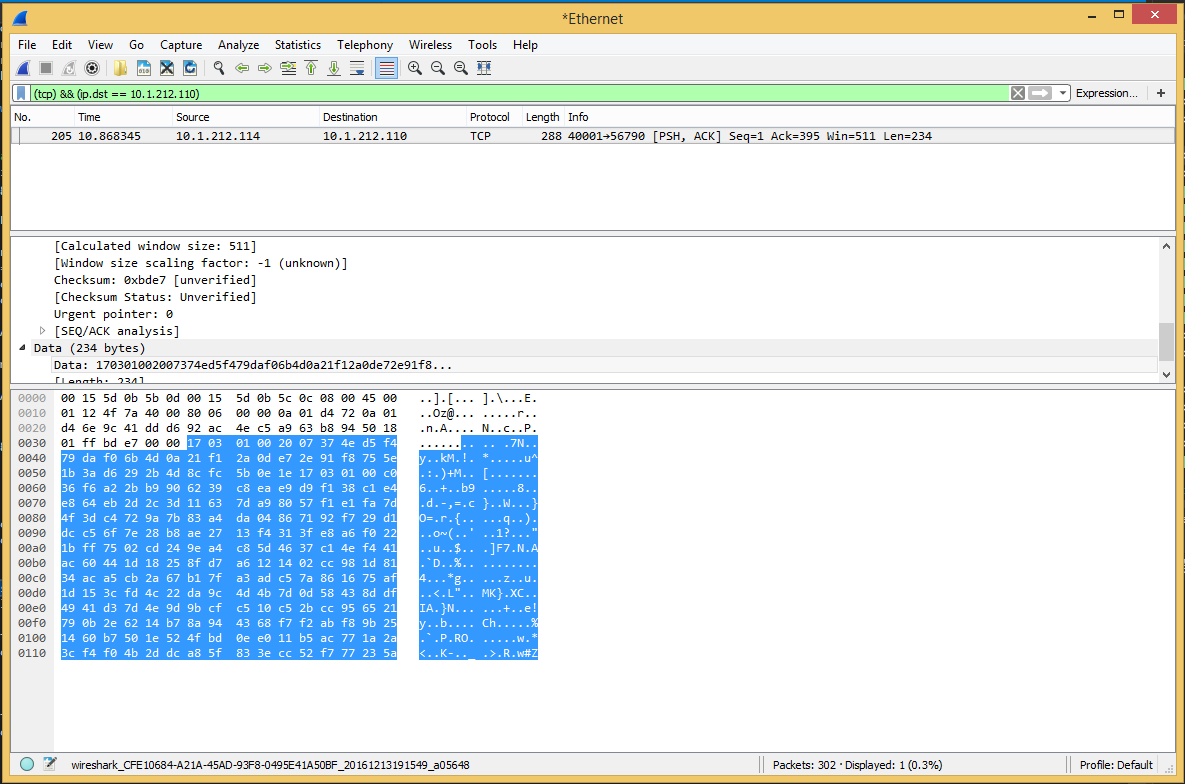 *Ethernet
File Edit View Go Capture Analyze Statistics Telephony Wireless Tools Help
(tcp) && (ip.dst == 10.1.212.110) Expression... +
No. Time Source Destination Protocol Length Info
205 10.868345 10.1.212.114 10.1.212.110 TCP 288 40001→56790 [PSH, ACK] Seq=1 Ack=395 Win=511 Len=234
[Calculated window size: 511]
[Window size scaling factor: -1 (unknown)]
Checksum: 0xbde7 [unverified]
[Checksum Status: Unverified]
Urgent pointer: 0
[SEQ/ACK analysis]
Data (234 bytes)
Data: 170301002007374ed5f479daf06b4d0a21f12a0de72e91f8...
[Length: 234]
0000 00 15 5d 0b 5b 0d 00 15 5d 0b 5c 0c 08 00 45 00 ..].[... ].\...E.
0010 01 12 4f 7a 40 00 80 06 00 00 0a 01 d4 72 0a 01 ..Oz@... .....r..
0020 d4 6e 9c 41 dd d6 92 ac 4e c5 a9 63 b8 94 50 18 .n.A.... N..c..P.
0030 01 ff bd e7 00 00 17 03 01 00 20 07 37 4e d5 f4 ........ .. .7N..
0040 79 da f0 6b 4d 0a 21 f1 2a 0d e7 2e 91 f8 75 5e y..kM.!. *.....u^
0050 1b 3a d6 29 2b 4d 8c fc 5b 0e 1e 17 03 01 00 c0 .:.)+M.. [.......
0060 36 f6 a2 2b b9 90 62 39 c8 ea e9 d9 f1 38 c1 e4 6..+..b9 .....8..
0070 e8 64 eb 2d 2c 3d 11 63 7d a9 80 57 f1 e1 fa 7d .d.-,=.c }..W...}
0080 4f 3d c4 72 9a 7b 83 a4 da 04 86 71 92 f7 29 d1 O=.r.{.. ...q..).
0090 dc c5 6f 7e 28 b8 ae 27 13 f4 31 3f e8 a6 f0 22 ..o~(..' ..1?..."
00a0 1b ff 75 02 cd 24 9e a4 c8 5d 46 37 c1 4e f4 41 ..u..$.. .]F7.N.A
00b0 ac 60 44 1d 18 25 8f d7 a6 12 14 02 cc 98 1d 81 .`D..%.. ........
00c0 34 ac a5 cb 2a 67 b1 7f a3 ad c5 7a 86 16 75 af 4...*g.. ...z..u.
00d0 1d 15 3c fd 4c 22 da 9c 4d 4b 7d 0d 58 43 8d df ..<.L".. MK}.XC..
00e0 49 41 d3 7d 4e 9d 9b cf c5 10 c5 2b cc 95 65 21 IA.}N... ...+..e!
00f0 79 0b 2e 62 14 b7 8a 94 43 68 f7 f2 ab f8 9b 25 y..b.... Ch.....%
0100 14 60 b7 50 1e 52 4f bd 0e e0 11 b5 ac 77 1a 2a .`.P.RO. .....w.*
0110 3c f4 f0 4b 2d dc a8 5f 83 3e cc 52 f7 77 23 5a <..K-.._ .>.R.w#Z
wireshark_CFE10684-A21A-45AD-93F8-0495E41A50BF_20161213191549_a05648 Packets: 302 · Displayed: 1 (0.3%) Profile: Default